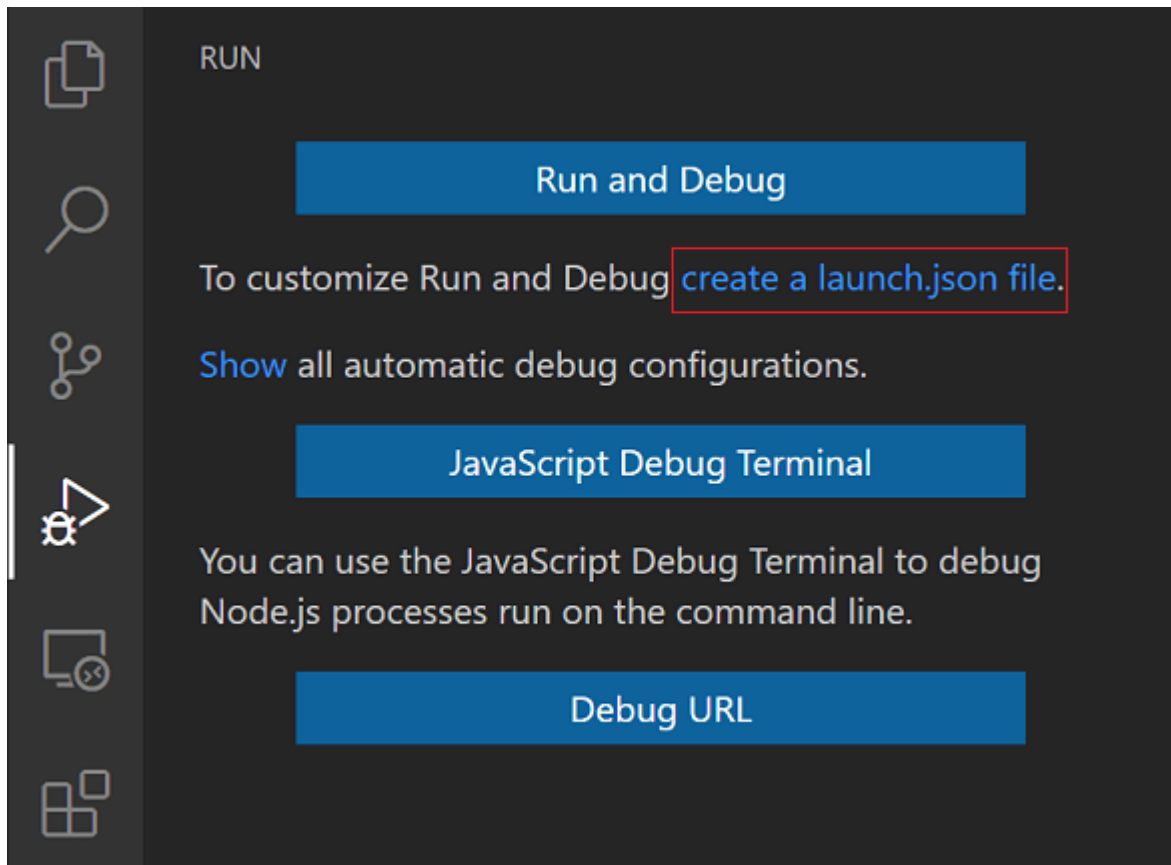 RUN
Run and Debug
To customize Run and Debug create a launch.json file.
Show all automatic debug configurations.
JavaScript Debug Terminal
You can use the JavaScript Debug Terminal to debug
Node.js processes run on the command line.
Debug URL